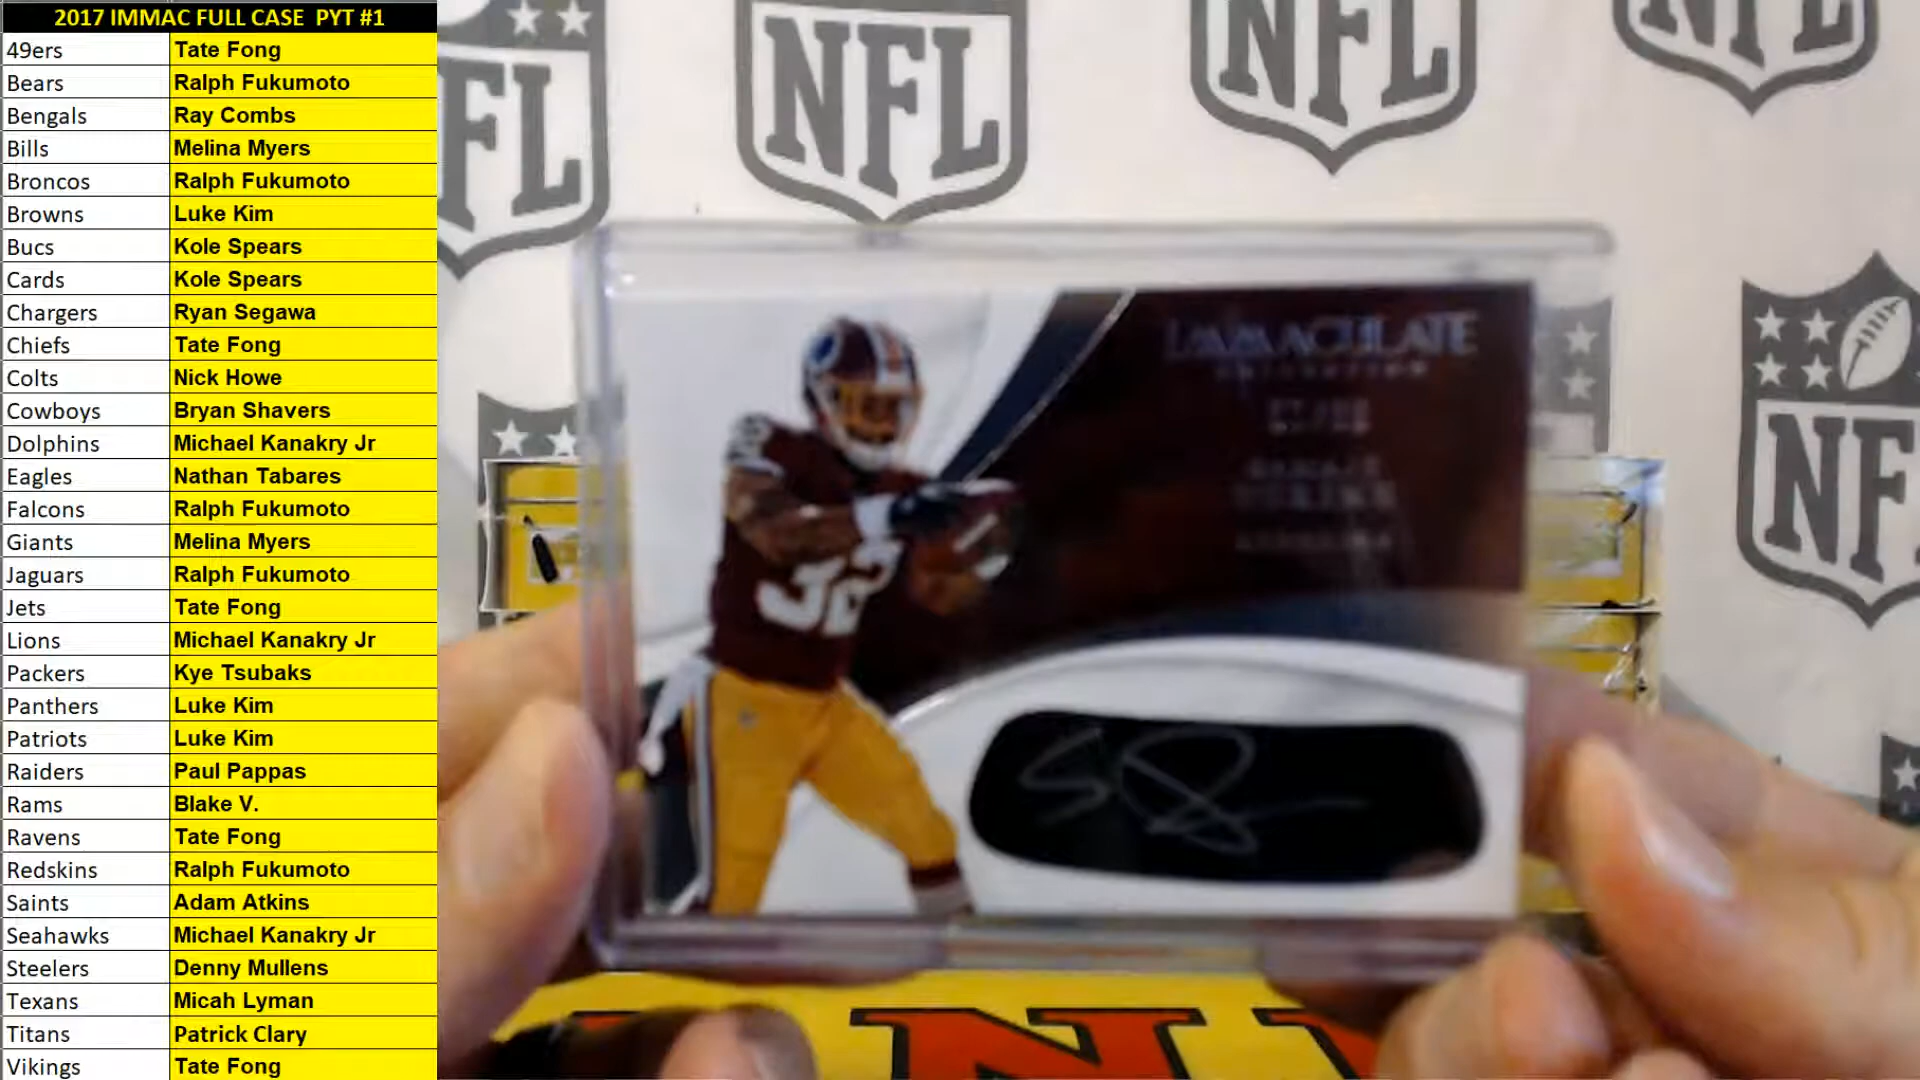 2017 IMMAC FULL CASE PYT #1
49ers Tate Fong
Bears Ralph Fukumoto
Bengals Ray Combs
Bills Melina Myers
Broncos Ralph Fukumoto
Browns Luke Kim
Bucs Kole Spears
Cards Kole Spears
Chargers Ryan Segawa
Chiefs Tate Fong
Colts Nick Howe
Cowboys Bryan Shavers
Dolphins Michael Kanakry Jr
Eagles Nathan Tabares
Falcons Ralph Fukumoto
Giants Melina Myers
Jaguars Ralph Fukumoto
Jets Tate Fong
Lions Michael Kanakry Jr
Packers Kye Tsubaks
Panthers Luke Kim
Patriots Luke Kim
Raiders Paul Pappas
Rams Blake V.
Ravens Tate Fong
Redskins Ralph Fukumoto
Saints Adam Atkins
Seahawks Michael Kanakry Jr
Steelers Denny Mullens
Texans Micah Lyman
Titans Patrick Clary
Vikings Tate Fong
NFL
NFL
NFL
NFL
NF
IMMACULATE
COLLECTION
32